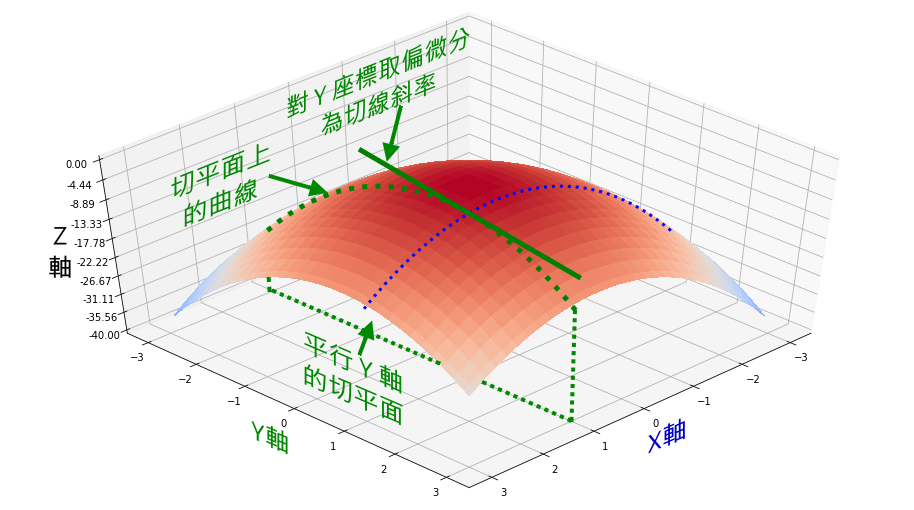 對Y座標取偏微分
為切線斜率
切平面上
的曲線
0.00
-4.44
-8.89
-13.33
-17.78
-22.22
-26.67
-31.11
-35.56
-40.00
Z
軸
平行Y軸
的切平面
-3
-2
-1
0
1
2
3
Y軸
-3
-2
-1
0
1
2
3
X軸